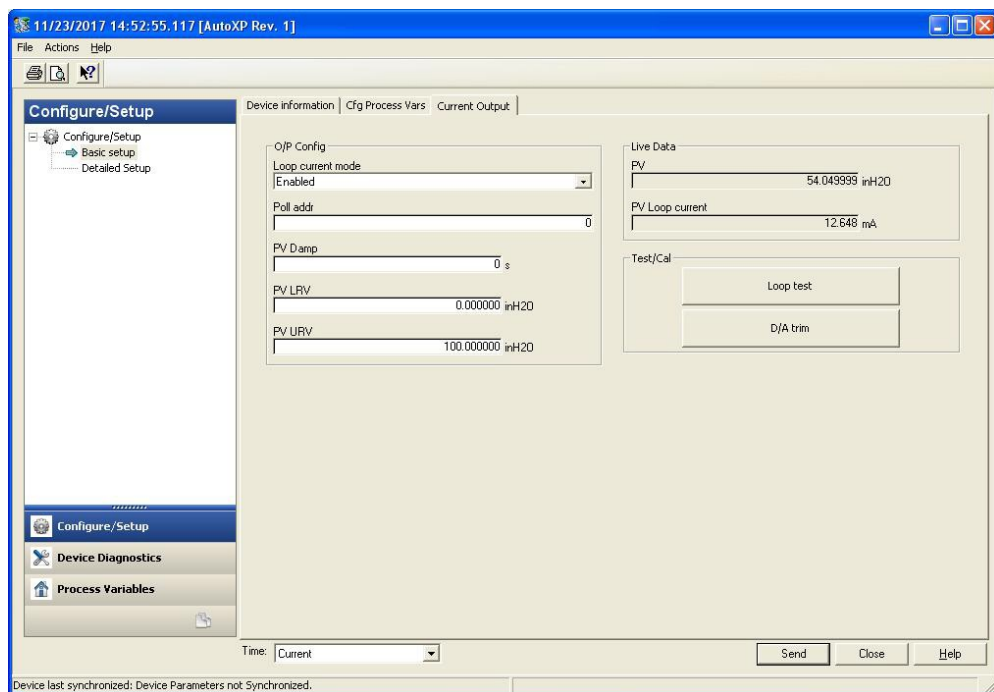 11/23/2017 14:52:55.117 [AutoXP Rev. 1]
File Actions Help
Configure/Setup
Configure/Setup
Basic setup
Detailed Setup
Configure/Setup
Device Diagnostics
Process Variables
Device information Cfg Process Vars Current Output
O/P Config
Loop current mode
Enabled
Poll addr
0
PV Damp
0 s
PV LRV
0.000000 inH2O
PV URV
100.000000 inH2O
Live Data
PV
54.049999 inH2O
PV Loop current
12.648 mA
Test/Cal
Loop test
D/A trim
Time: Current
Send Close Help
Device last synchronized: Device Parameters not Synchronized.